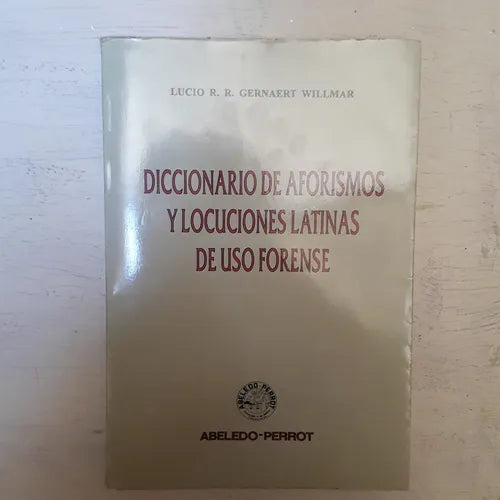 LUCIO R. R. GERNAERT WILLMAR
DICCIONARIO DE AFORISMOS
Y LOCUCIONES LATINAS
DE USO FORENSE
ABELEDO-PERROT
ABELEDO-PERROT